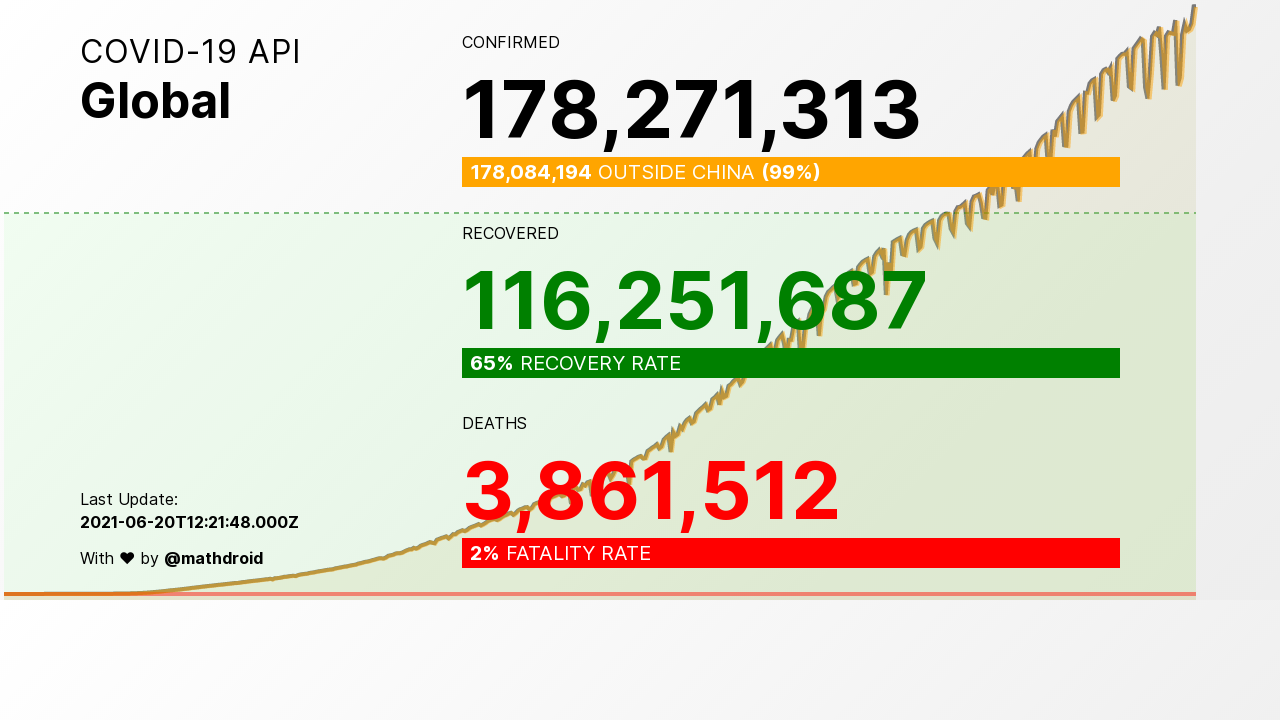 COVID-19 API
Global
CONFIRMED
178,271,313
178,084,194 OUTSIDE CHINA (99%)
RECOVERED
116,251,687
65% RECOVERY RATE
DEATHS
3,861,512
2% FATALITY RATE
Last Update:
2021-06-20T12:21:48.000Z
With ♥ by @mathdroid